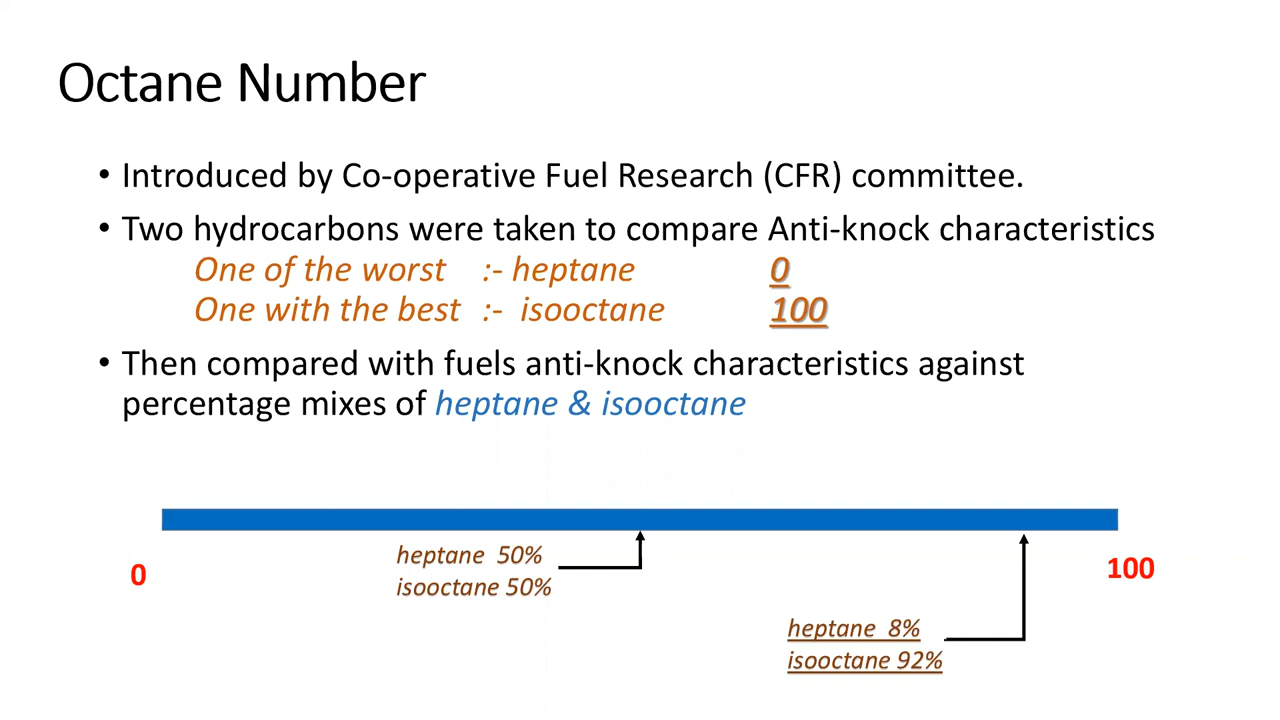 Octane Number
• Introduced by Co-operative Fuel Research (CFR) committee.
• Two hydrocarbons were taken to compare Anti-knock characteristics
One of the worst :- heptane 0
One with the best :- isooctane 100
• Then compared with fuels anti-knock characteristics against
percentage mixes of heptane & isooctane
heptane 50%
isooctane 50%
0
100
heptane 8%
isooctane 92%